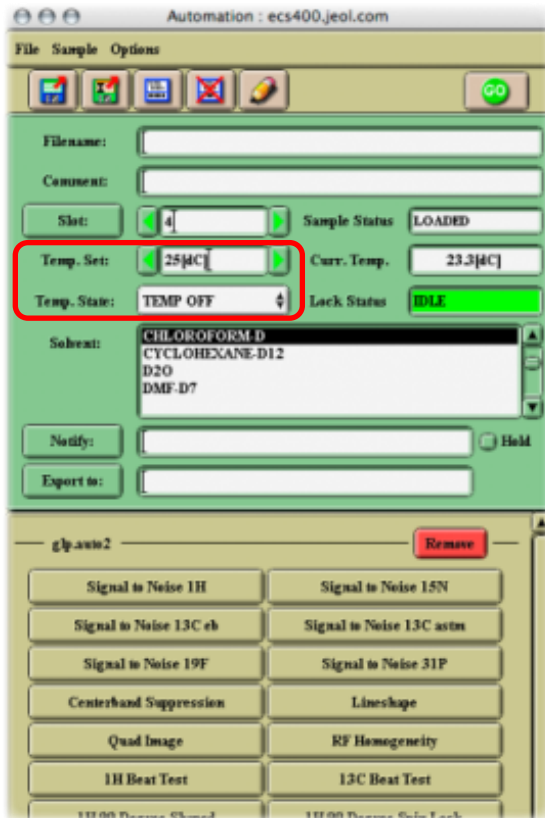 Automation : ecs400.jeol.com
File Sample Options
GO
Filename:
Comment:
Slot: 4 Sample Status LOADED
Temp. Set: 25[dC] Curr. Temp. 23.3[dC]
Temp. State: TEMP OFF Lock Status IDLE
Solvent: CHLOROFORM-D
CYCLOHEXANE-D12
D2O
DMF-D7
Notify: Hold
Export to:
glp.auto2 Remove
Signal to Noise 1H Signal to Noise 15N
Signal to Noise 13C eb Signal to Noise 13C astm
Signal to Noise 19F Signal to Noise 31P
Centerband Suppression Lineshape
Quad Image RF Homogeneity
1H Beat Test 13C Beat Test